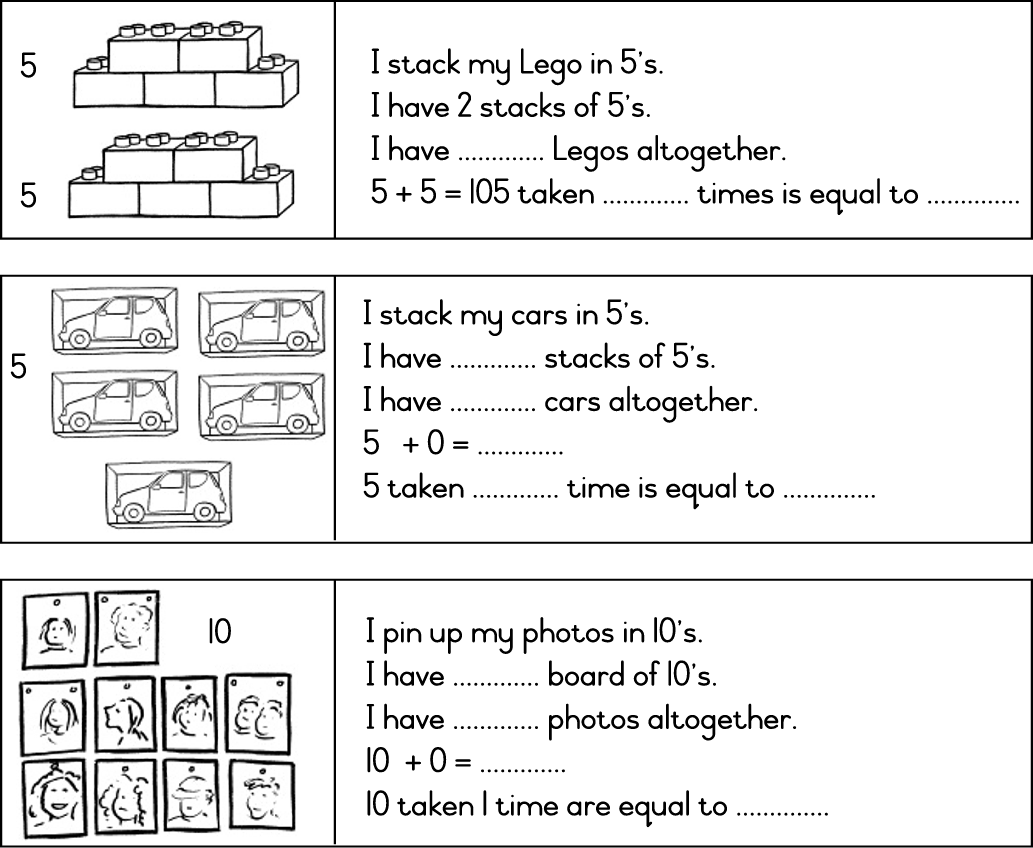 5
5
I stack my Lego in 5's.
I have 2 stacks of 5's.
I have ............. Legos altogether.
5 + 5 = 105 taken ............. times is equal to ..............
5
I stack my cars in 5's.
I have ............. stacks of 5's.
I have ............. cars altogether.
5 + 0 = .............
5 taken ............. time is equal to ..............
10
I pin up my photos in 10's.
I have ............. board of 10's.
I have ............. photos altogether.
10 + 0 = .............
10 taken 1 time are equal to ..............